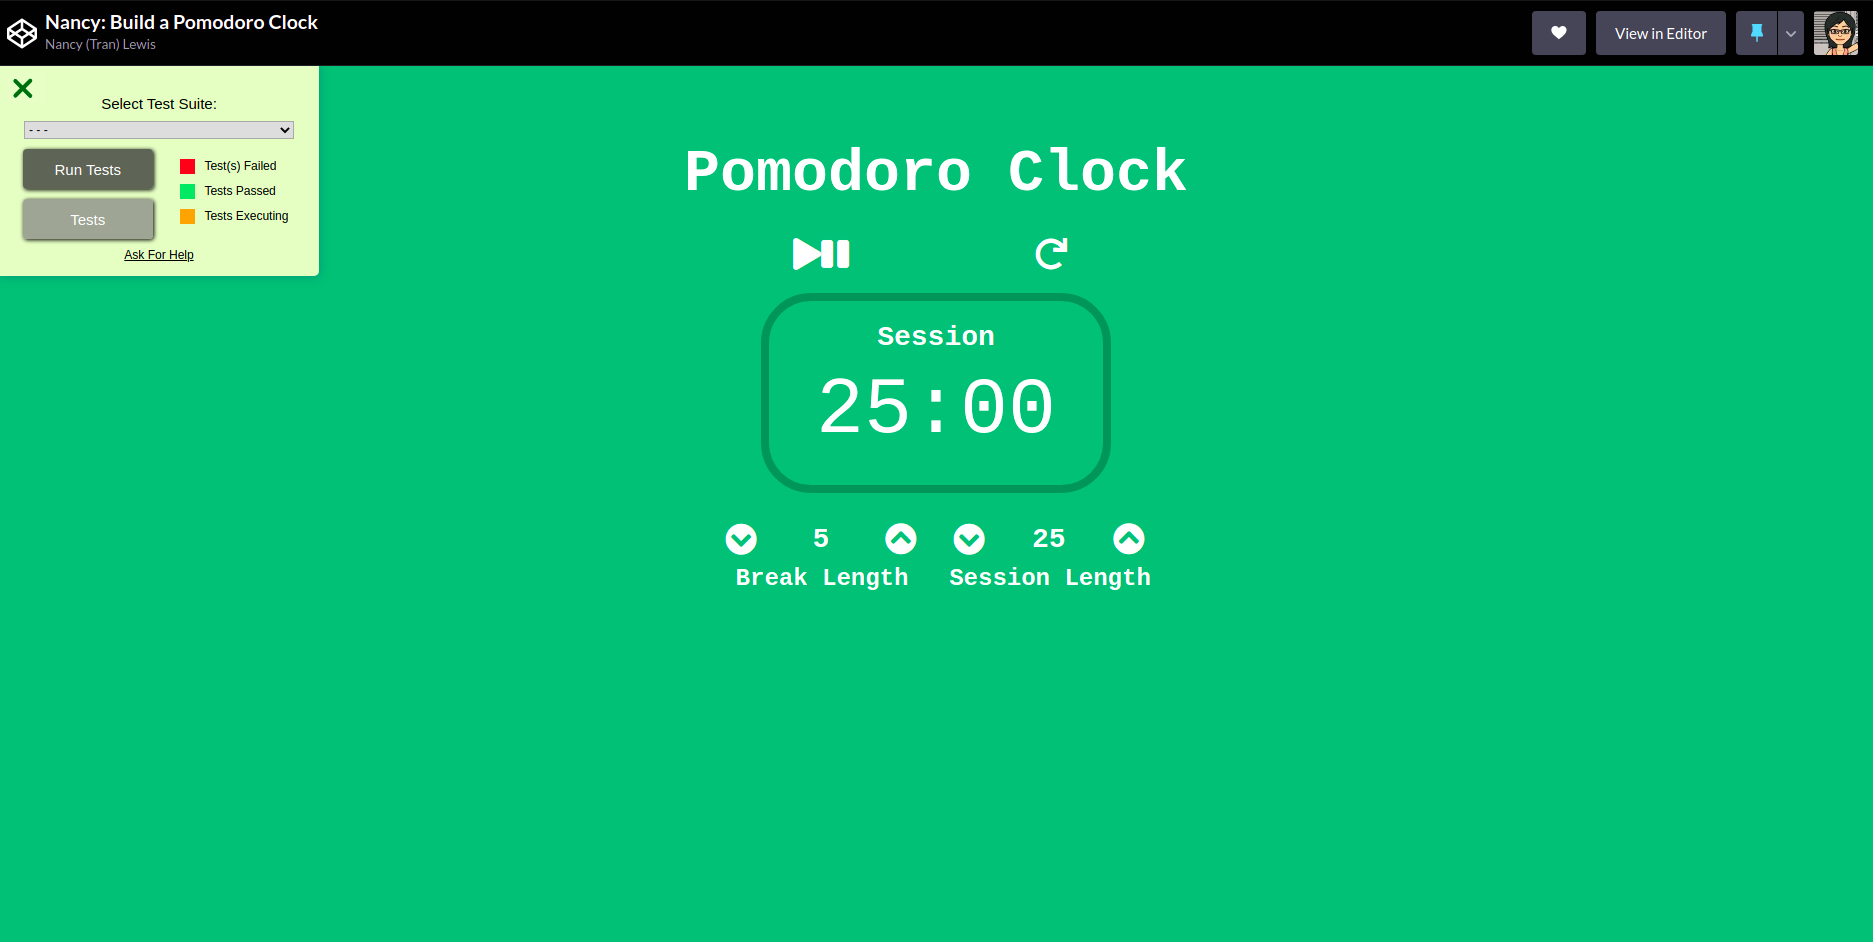 Nancy: Build a Pomodoro Clock
Nancy (Tran) Lewis
View in Editor
Select Test Suite:
- - -
Run Tests
Tests
Test(s) Failed
Tests Passed
Tests Executing
Ask For Help
Pomodoro Clock
Session
25:00
5
25
Break Length
Session Length